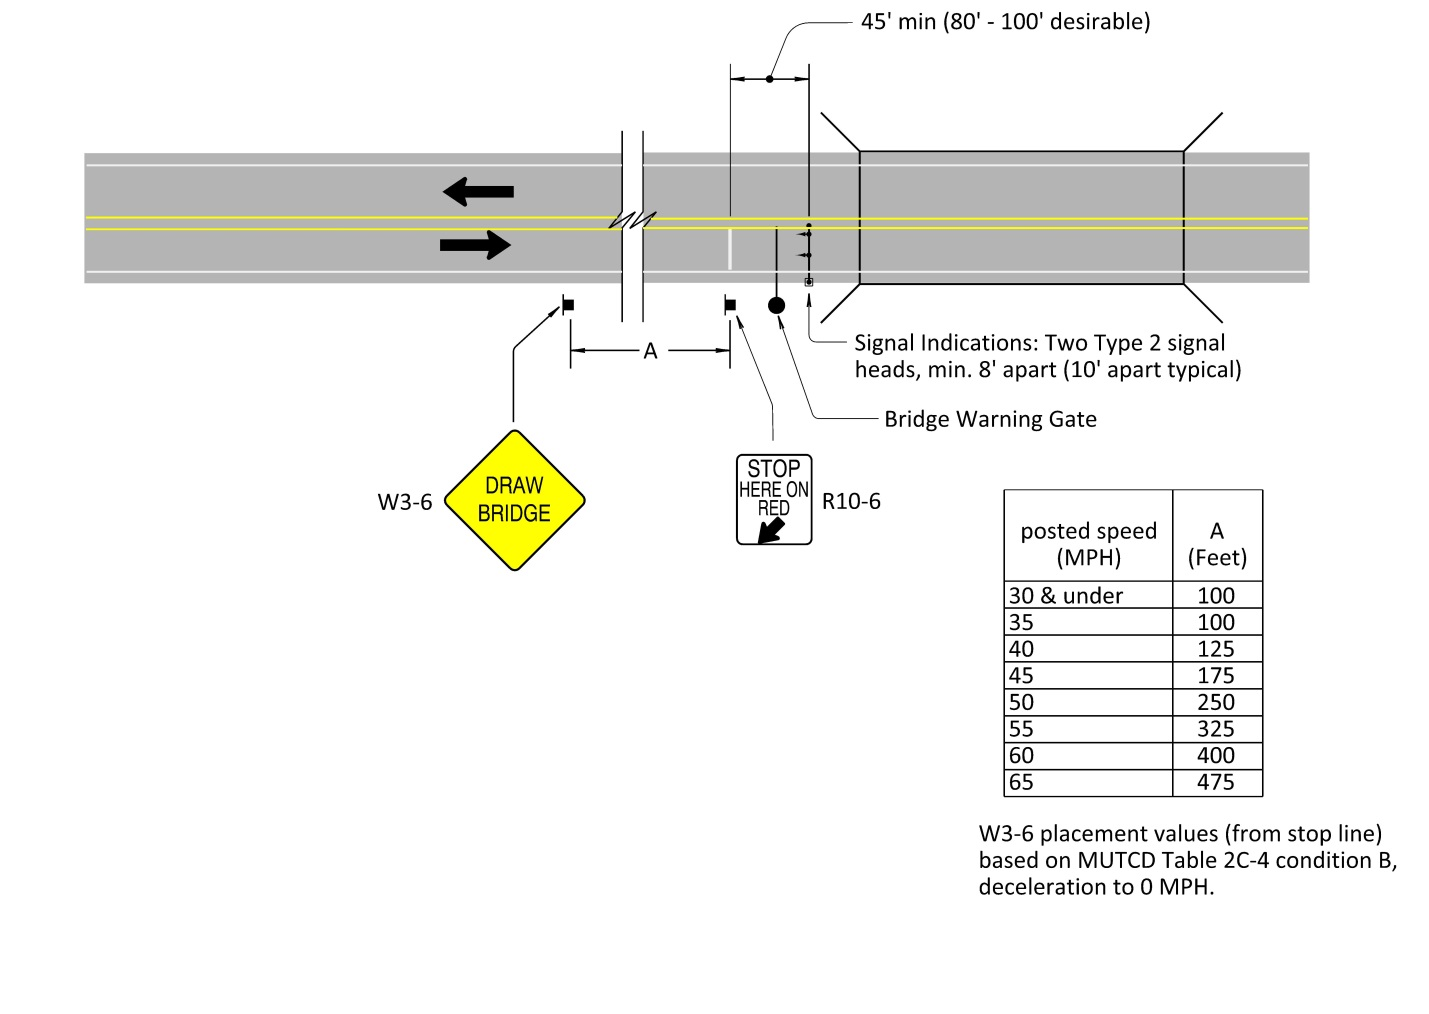 45' min (80' - 100' desirable)
A
Signal Indications: Two Type 2 signal
heads, min. 8' apart (10' apart typical)
Bridge Warning Gate
W3-6
DRAW
BRIDGE
STOP
HERE ON
RED
R10-6
posted speed
(MPH)
A
(Feet)
30 & under 100
35 100
40 125
45 175
50 250
55 325
60 400
65 475
W3-6 placement values (from stop line)
based on MUTCD Table 2C-4 condition B,
deceleration to 0 MPH.